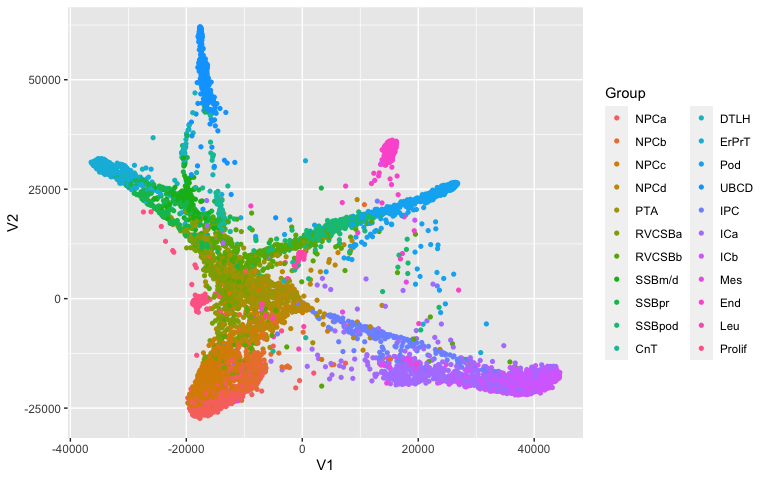 50000
25000
0
-25000
-40000
-20000
0
20000
40000
V1
V2
Group
NPCa
NPCb
NPCc
NPCd
PTA
RVCSBa
RVCSBb
SSBm/d
SSBpr
SSBpod
CnT
DTLH
ErPrT
Pod
UBCD
IPC
ICa
ICb
Mes
End
Leu
Prolif